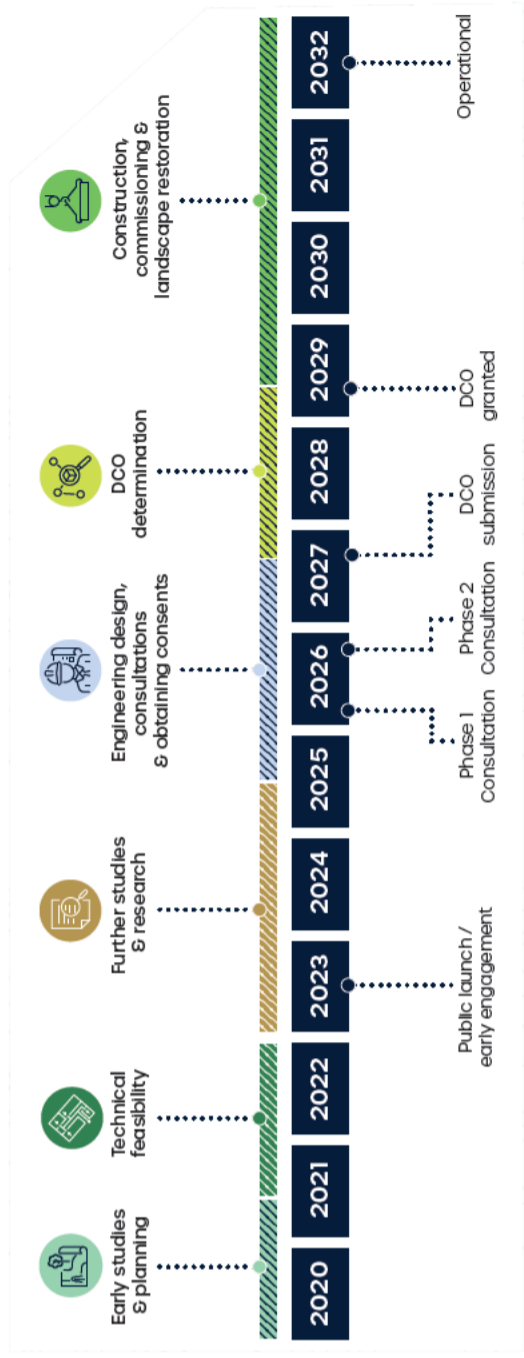 Early studies
& planning
Technical
feasibility
Further studies
& research
Engineering design,
consultations
& obtaining consents
DCO
determination
Construction,
commissioning &
landscape restoration
2020
2021
2022
2023
2024
2025
2026
2027
2028
2029
2030
2031
2032
Public launch /
early engagement
Phase 1
Consultation
Phase 2
Consultation
DCO
submission
DCO
granted
Operational